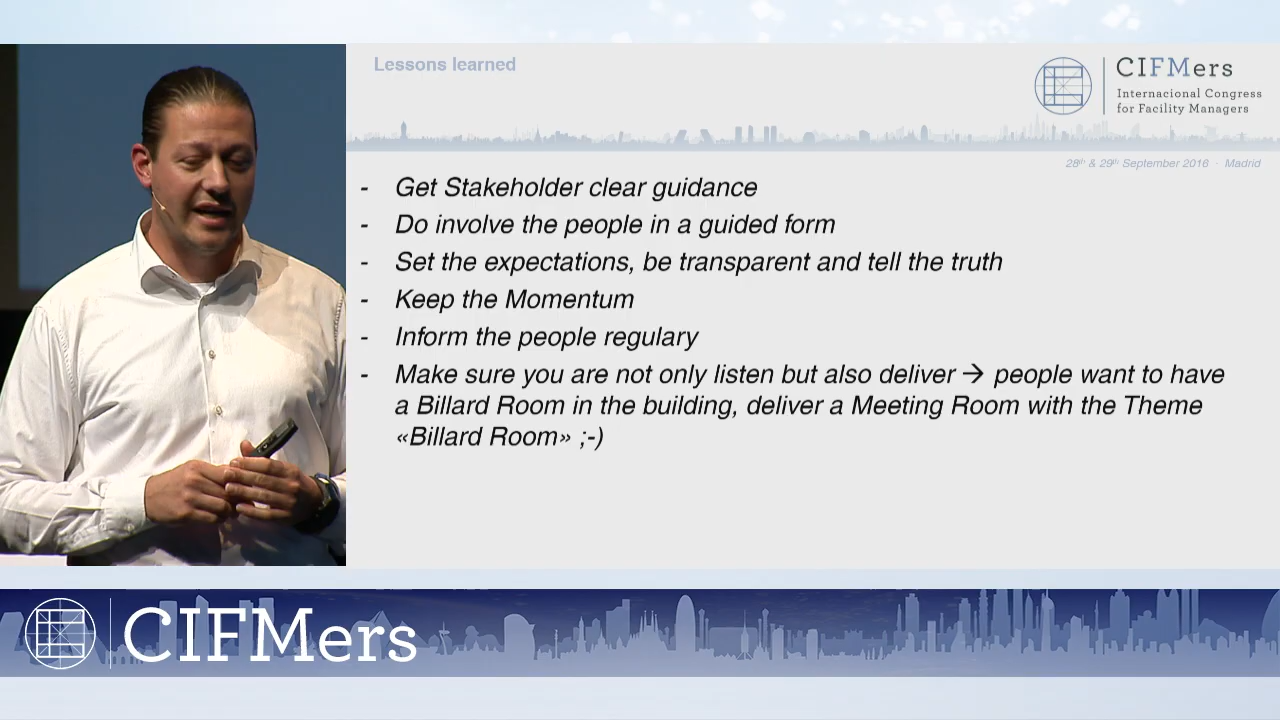 Lessons learned
CIFMers
Internacional Congress
for Facility Managers
28th & 29th September 2016 · Madrid
- Get Stakeholder clear guidance
- Do involve the people in a guided form
- Set the expectations, be transparent and tell the truth
- Keep the Momentum
- Inform the people regulary
- Make sure you are not only listen but also deliver → people want to have
a Billard Room in the building, deliver a Meeting Room with the Theme
«Billard Room» ;-)
CIFMers